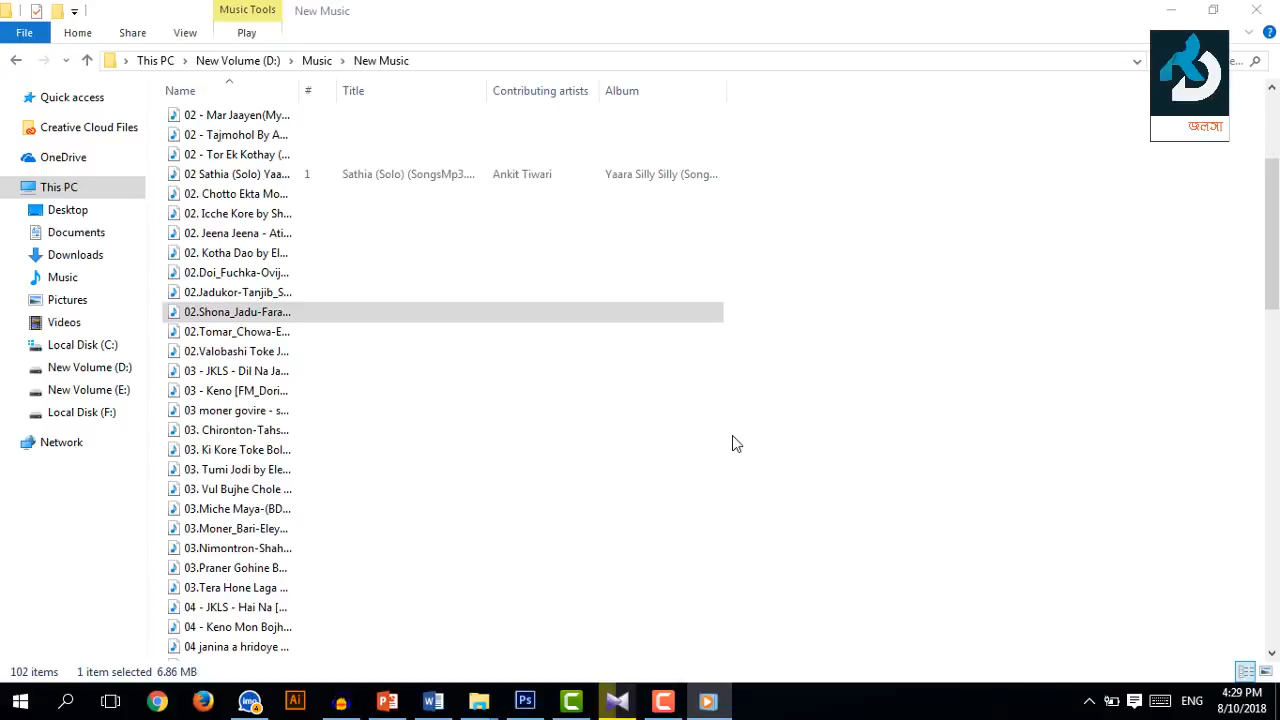 Music Tools
New Music
File
Home
Share
View
Play
This PC
New Volume (D:)
Music
New Music
e...
জলসা
Name
#
Title
Contributing artists
Album
Quick access
Creative Cloud Files
OneDrive
This PC
Desktop
Documents
Downloads
Music
Pictures
Videos
Local Disk (C:)
New Volume (D:)
New Volume (E:)
Local Disk (F:)
Network
02 - Mar Jaayen(My...
02 - Tajmohol By A...
02 - Tor Ek Kothay (...
02 Sathia (Solo) Yaa... 1 Sathia (Solo) (SongsMp3.... Ankit Tiwari Yaara Silly Silly (Song...
02. Chotto Ekta Mo...
02. Icche Kore by Sh...
02. Jeena Jeena - Ati...
02. Kotha Dao by El...
02.Doi_Fuchka-Ovij...
02.Jadukor-Tanjib_S...
02.Shona_Jadu-Fara...
02.Tomar_Chowa-E...
02.Valobashi Toke J...
03 - JKLS - Dil Na Ja...
03 - Keno [FM_Dori...
03 moner govire - s...
03. Chironton-Tahs...
03. Ki Kore Toke Bol...
03. Tumi Jodi by Ele...
03. Vul Bujhe Chole ...
03.Miche Maya-(BD...
03.Moner_Bari-Eley...
03.Nimontron-Shah...
03.Praner Gohine B...
03.Tera Hone Laga ...
04 - JKLS - Hai Na [...
04 - Keno Mon Bojh...
04 janina a hridoye ...
102 items
1 item selected 6.86 MB
imo
4
Ai
P
W
Ps
C
C
ENG
4:29 PM
8/10/2018